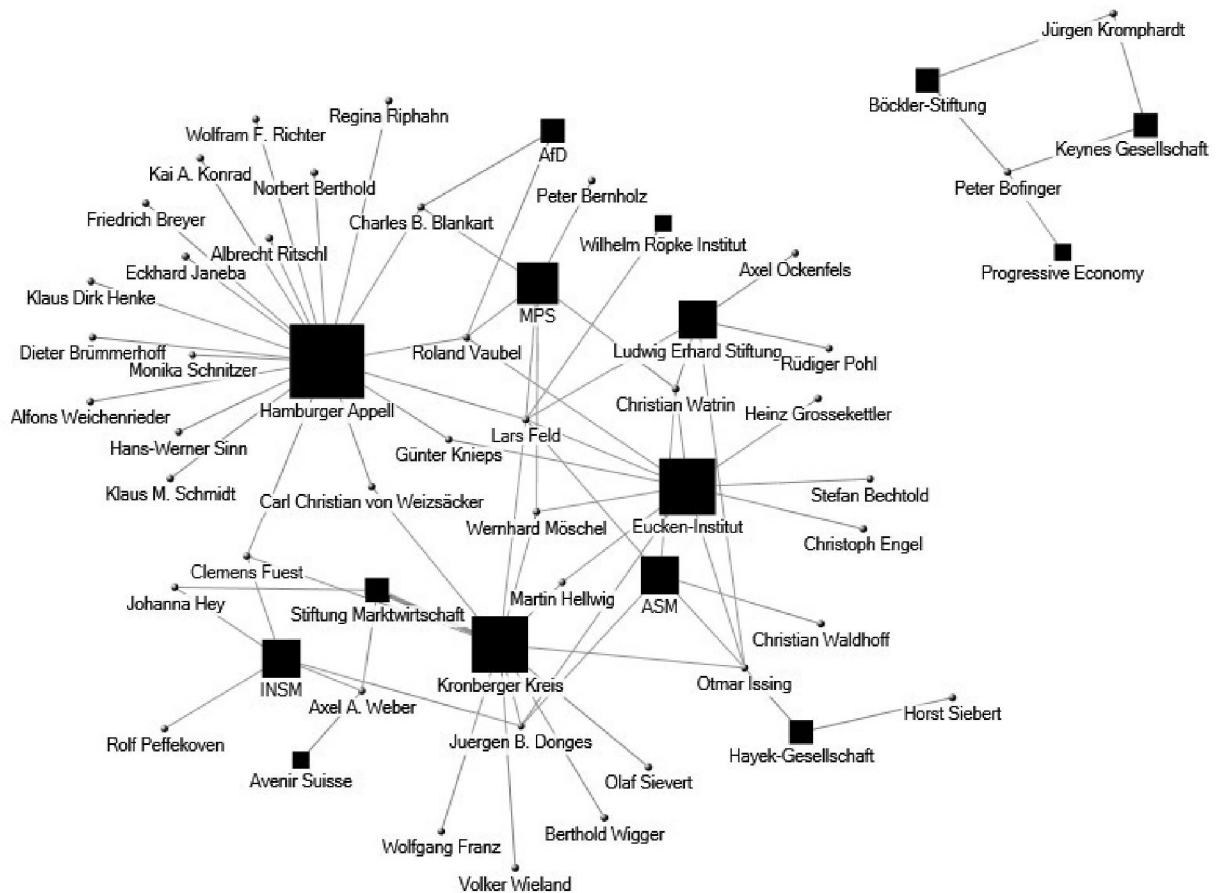 Jürgen Kromphardt
Böckler-Stiftung
Regina Riphahn
Wolfram F. Richter
AfD
Keynes Gesellschaft
Kai A. Konrad
Norbert Berthold
Peter Bernholz
Peter Bofinger
Friedrich Breyer
Charles B. Blankart
Wilhelm Röpke Institut
Albrecht Ritschl
Axel Ockenfels
Eckhard Janeba
Progressive Economy
Klaus Dirk Henke
MPS
Dieter Brümmerhoff
Roland Vaubel
Ludwig Erhard Stiftung
Rüdiger Pohl
Monika Schnitzer
Christian Watrin
Alfons Weichenrieder
Hamburger Appell
Heinz Grossekettler
Lars Feld
Hans-Werner Sinn
Günter Knieps
Klaus M. Schmidt
Carl Christian von Weizsäcker
Stefan Bechtold
Wernhard Möschel
Eucken-Institut
Christoph Engel
Clemens Fuest
Johanna Hey
Martin Hellwig
ASM
Stiftung Marktwirtschaft
Christian Waldhoff
Kronberger Kreis
Otmar Issing
INSM
Axel A. Weber
Horst Siebert
Rolf Peffekoven
Juergen B. Donges
Hayek-Gesellschaft
Avenir Suisse
Olaf Sievert
Berthold Wigger
Wolfgang Franz
Volker Wieland